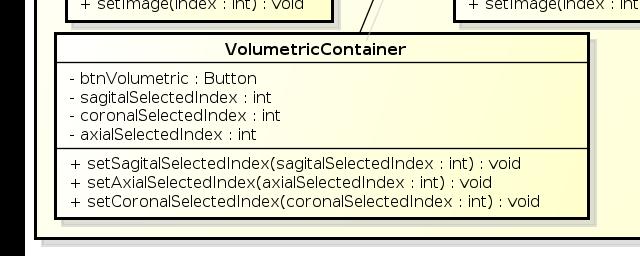 + setImage(index : int) : void + setImage(index : int) : void
VolumetricContainer
- btnVolumetric : Button
- sagitalSelectedIndex : int
- coronalSelectedIndex : int
- axialSelectedIndex : int
+ setSagitalSelectedIndex(sagitalSelectedIndex : int) : void
+ setAxialSelectedIndex(axialSelectedIndex : int) : void
+ setCoronalSelectedIndex(coronalSelectedIndex : int) : void